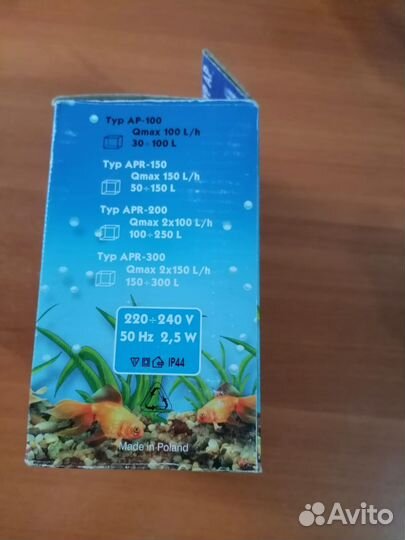 Typ AP-100
Qmax 100 L/h
30÷100 L
Typ APR-150
Qmax 150 L/h
50÷150 L
Typ APR-200
Qmax 2x100 L/h
100÷250 L
Typ APR-300
Qmax 2x150 L/h
150÷300 L
220÷240 V
50 Hz 2,5 W
IP44
Made in Poland
Avito